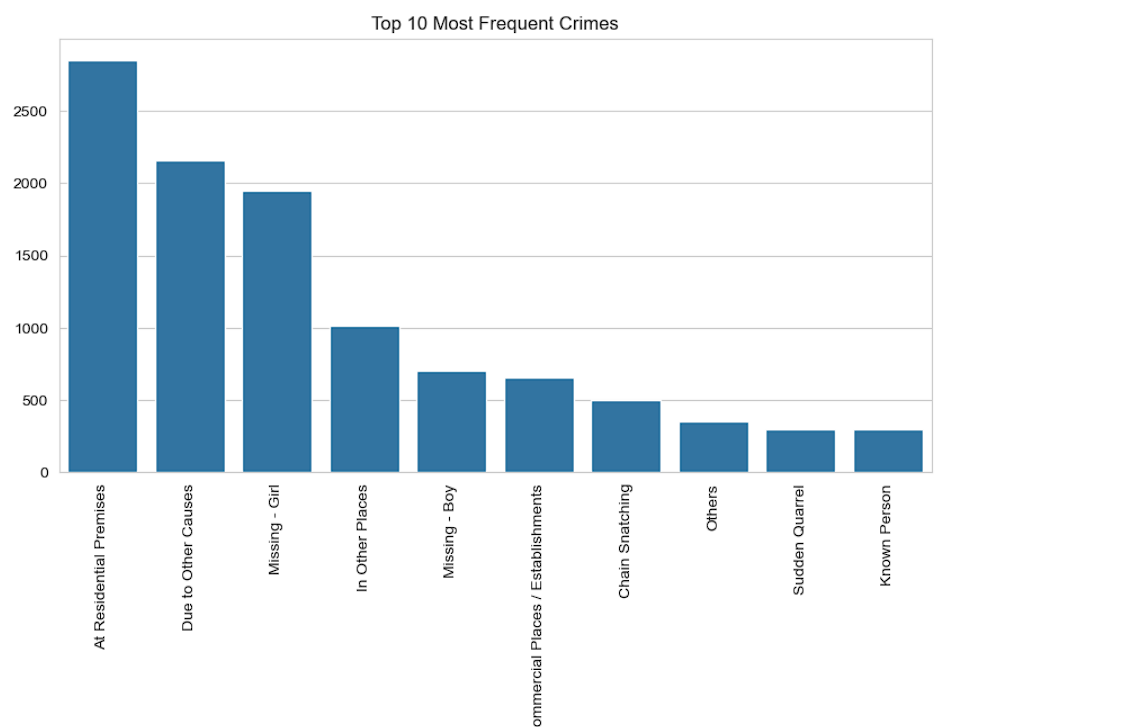 Top 10 Most Frequent Crimes
2500
2000
1500
1000
500
0
At Residential Premises
Due to Other Causes
Missing - Girl
In Other Places
Missing - Boy
ommercial Places / Establishments
Chain Snatching
Others
Sudden Quarrel
Known Person